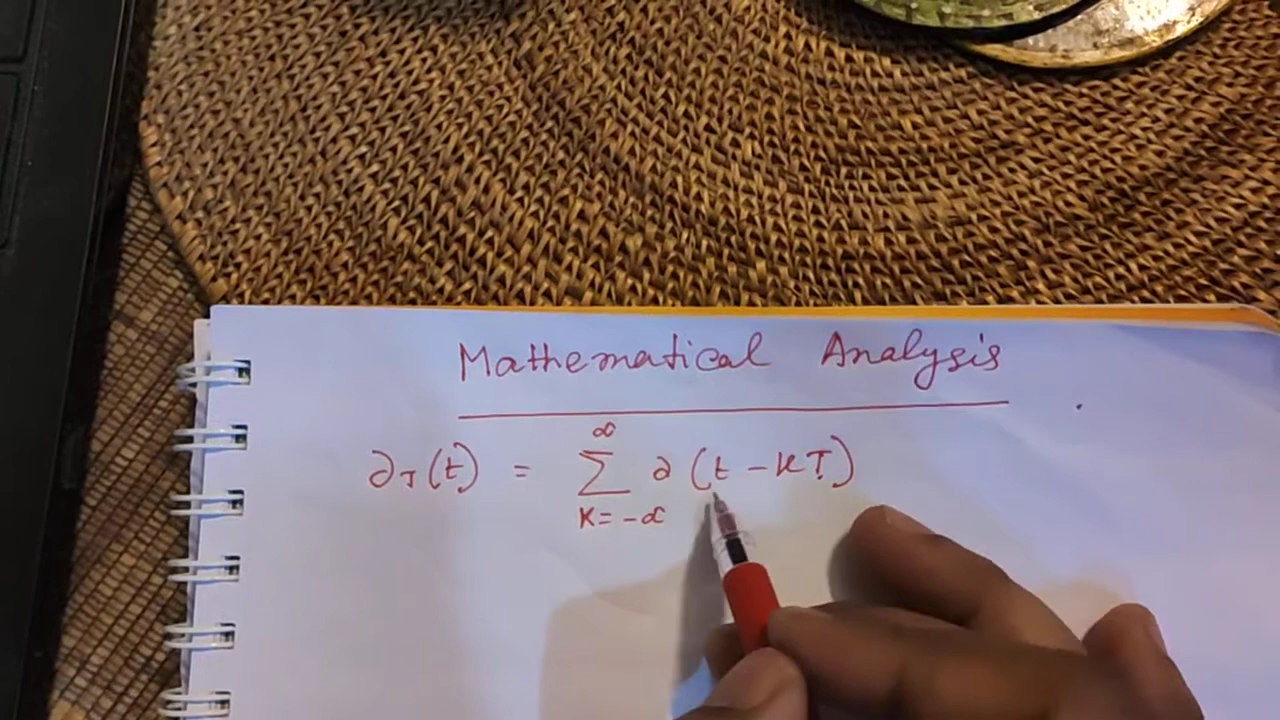 Mathematical Analysis
∂T(t) = ∞∑K=-∞ ∂(t - KT)